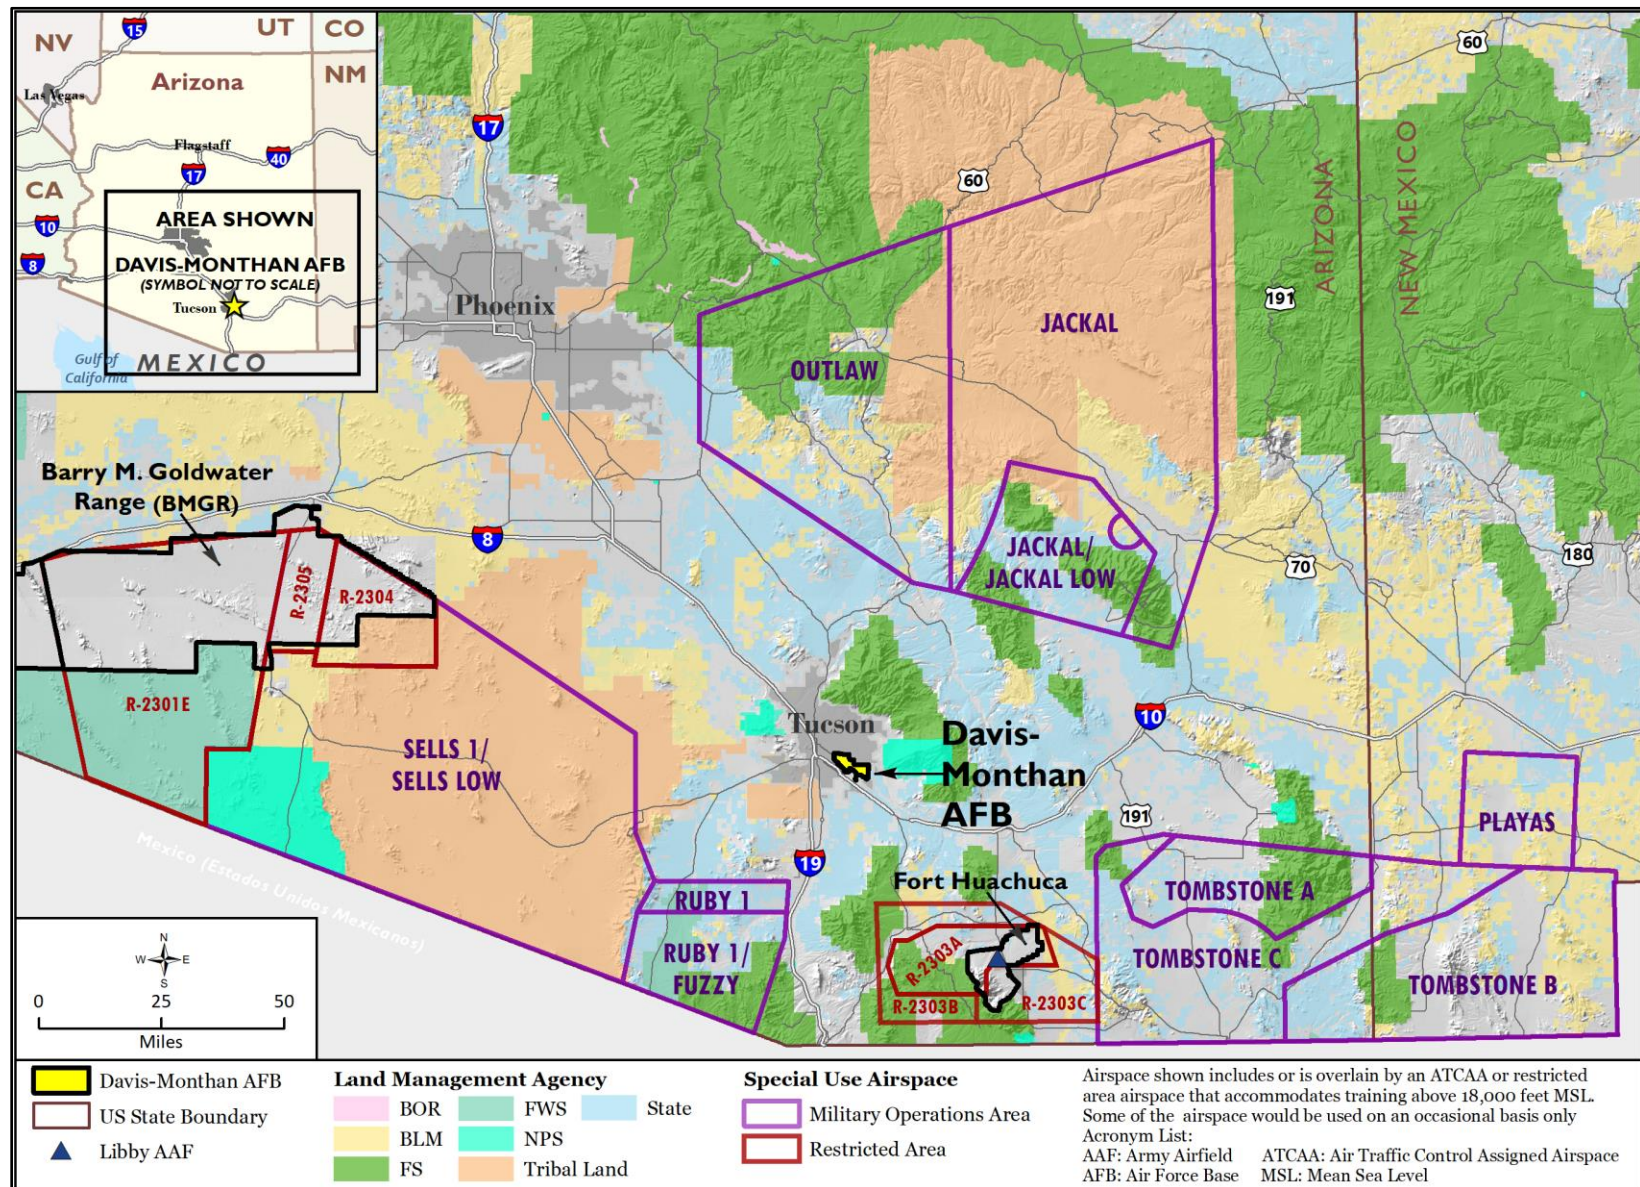 NV
UT
CO
15
Arizona
NM
Las Vegas
Flagstaff
40
17
CA
AREA SHOWN
10
DAVIS-MONTHAN AFB
(SYMBOL NOT TO SCALE)
8
Tucson
Gulf of
California
MEXICO
17
60
60
ARIZONA
NEW MEXICO
191
Phoenix
JACKAL
OUTLAW
Barry M. Goldwater
Range (BMGR)
8
JACKAL/
JACKAL LOW
70
180
R-2305
R-2304
R-2301E
SELLS 1/
SELLS LOW
Tucson
10
Davis-
Monthan
AFB
191
PLAYAS
Mexico (Estados Unidos Mexicanos)
19
Fort Huachuca
RUBY 1
TOMBSTONE A
RUBY 1/
FUZZY
R-2303A
TOMBSTONE C
TOMBSTONE B
R-2303B
R-2303C
N
W
E
S
0
25
50
Miles
Davis-Monthan AFB
US State Boundary
Libby AAF
Land Management Agency
BOR
FWS
State
BLM
NPS
FS
Tribal Land
Special Use Airspace
Military Operations Area
Restricted Area
Airspace shown includes or is overlain by an ATCAA or restricted
area airspace that accommodates training above 18,000 feet MSL.
Some of the airspace would be used on an occasional basis only
Acronym List:
AAF: Army Airfield ATCAA: Air Traffic Control Assigned Airspace
AFB: Air Force Base MSL: Mean Sea Level